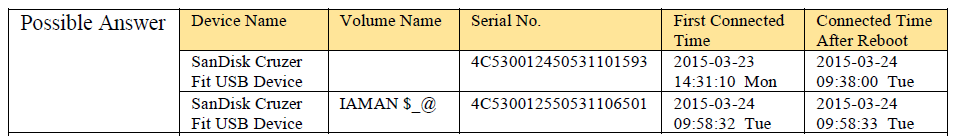 Possible Answer
Device Name Volume Name Serial No. First Connected Connected Time
Time After Reboot
SanDisk Cruzer 4C530012450531101593 2015-03-23 2015-03-24
Fit USB Device 14:31:10 Mon 09:38:00 Tue
SanDisk Cruzer IAMAN $_@ 4C530012550531106501 2015-03-24 2015-03-24
Fit USB Device 09:58:32 Tue 09:58:33 Tue